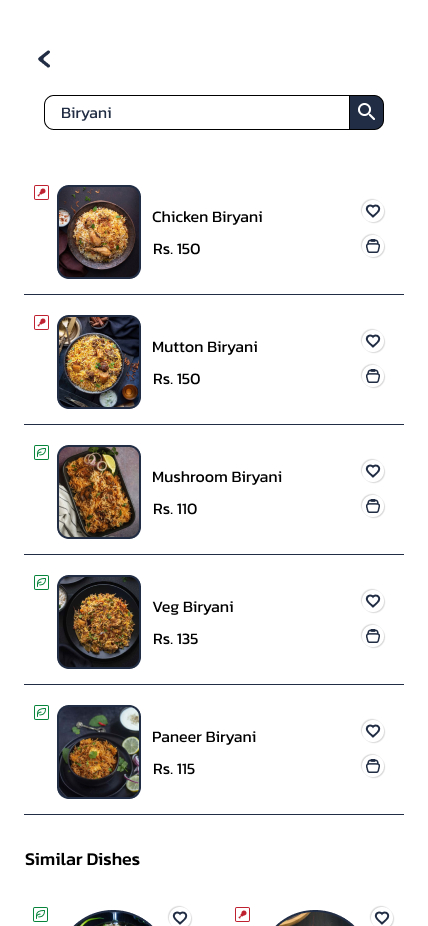 Biryani
Chicken Biryani
Rs. 150
Mutton Biryani
Rs. 150
Mushroom Biryani
Rs. 110
Veg Biryani
Rs. 135
Paneer Biryani
Rs. 115
Similar Dishes